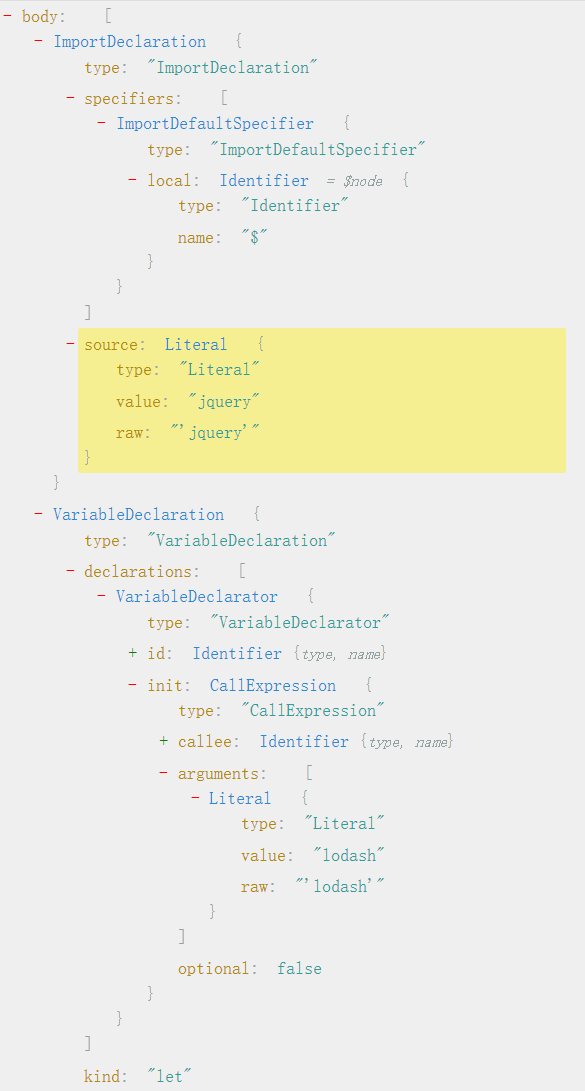 - body: [
- ImportDeclaration {
type: "ImportDeclaration"
- specifiers: [
- ImportDefaultSpecifier {
type: "ImportDefaultSpecifier"
- local: Identifier = $node {
type: "Identifier"
name: "$"
}
}
]
- source: Literal {
type: "Literal"
value: "jquery"
raw: "'jquery'"
}
}
- VariableDeclaration {
type: "VariableDeclaration"
- declarations: [
- VariableDeclarator {
type: "VariableDeclarator"
+ id: Identifier {type, name}
- init: CallExpression {
type: "CallExpression"
+ callee: Identifier {type, name}
- arguments: [
- Literal {
type: "Literal"
value: "lodash"
raw: "'lodash'"
}
]
optional: false
}
}
]
kind: "let"